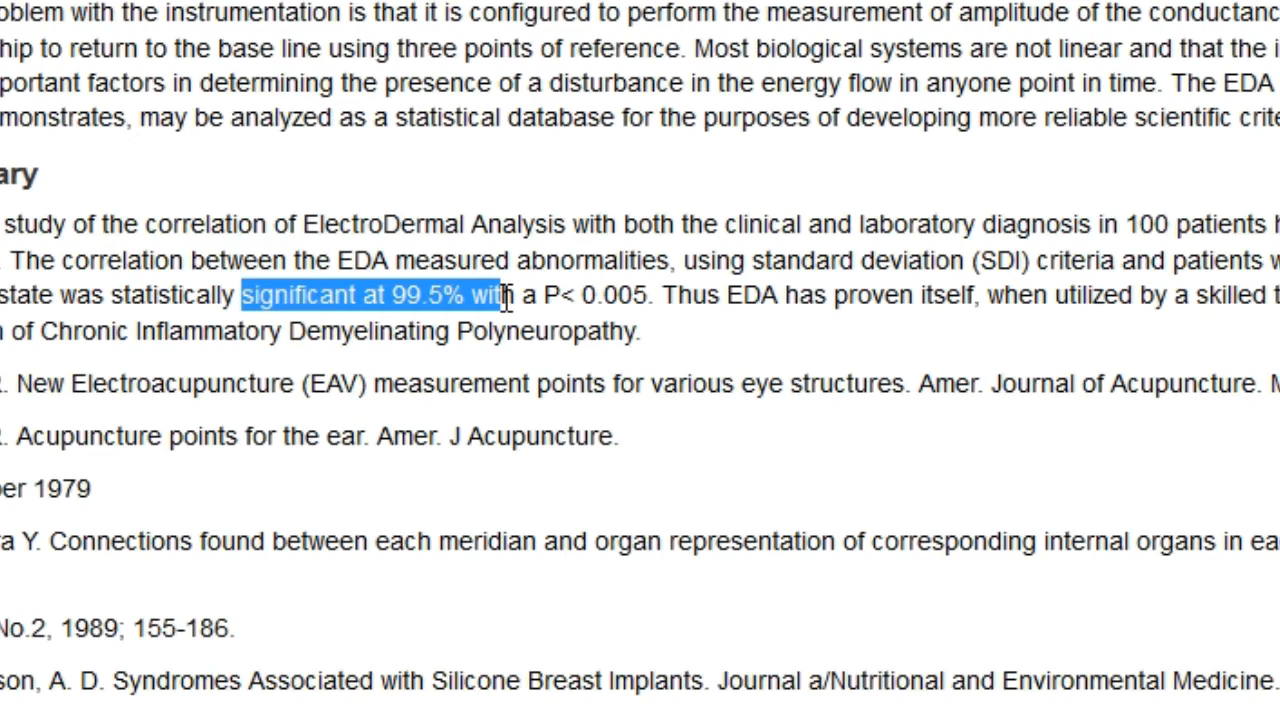 oblem with the instrumentation is that it is configured to perform the measurement of amplitude of the conductanc
hip to return to the base line using three points of reference. Most biological systems are not linear and that the i
portant factors in determining the presence of a disturbance in the energy flow in anyone point in time. The EDA
monstrates, may be analyzed as a statistical database for the purposes of developing more reliable scientific crite
ary
study of the correlation of ElectroDermal Analysis with both the clinical and laboratory diagnosis in 100 patients h
. The correlation between the EDA measured abnormalities, using standard deviation (SDI) criteria and patients w
state was statistically significant at 99.5% with a P< 0.005. Thus EDA has proven itself, when utilized by a skilled t
n of Chronic Inflammatory Demyelinating Polyneuropathy.
R. New Electroacupuncture (EAV) measurement points for various eye structures. Amer. Journal of Acupuncture. M
R. Acupuncture points for the ear. Amer. J Acupuncture.
ber 1979
ra Y. Connections found between each meridian and organ representation of corresponding internal organs in ea
No.2, 1989; 155-186.
son, A. D. Syndromes Associated with Silicone Breast Implants. Journal a/Nutritional and Environmental Medicine.